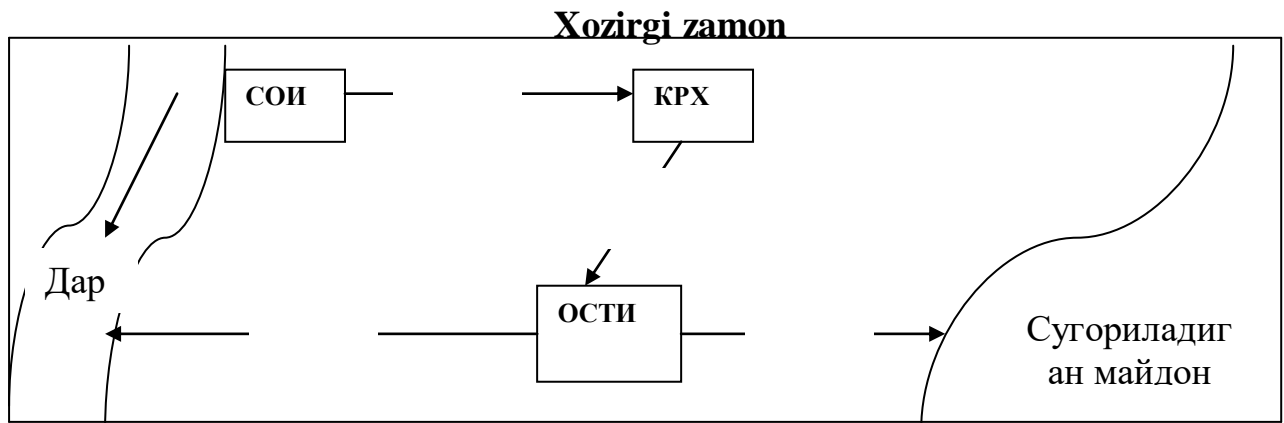 Xozirgi zamon
СОИ
КРХ
Дар
ОСТИ
Сугориладиг
ан майдон